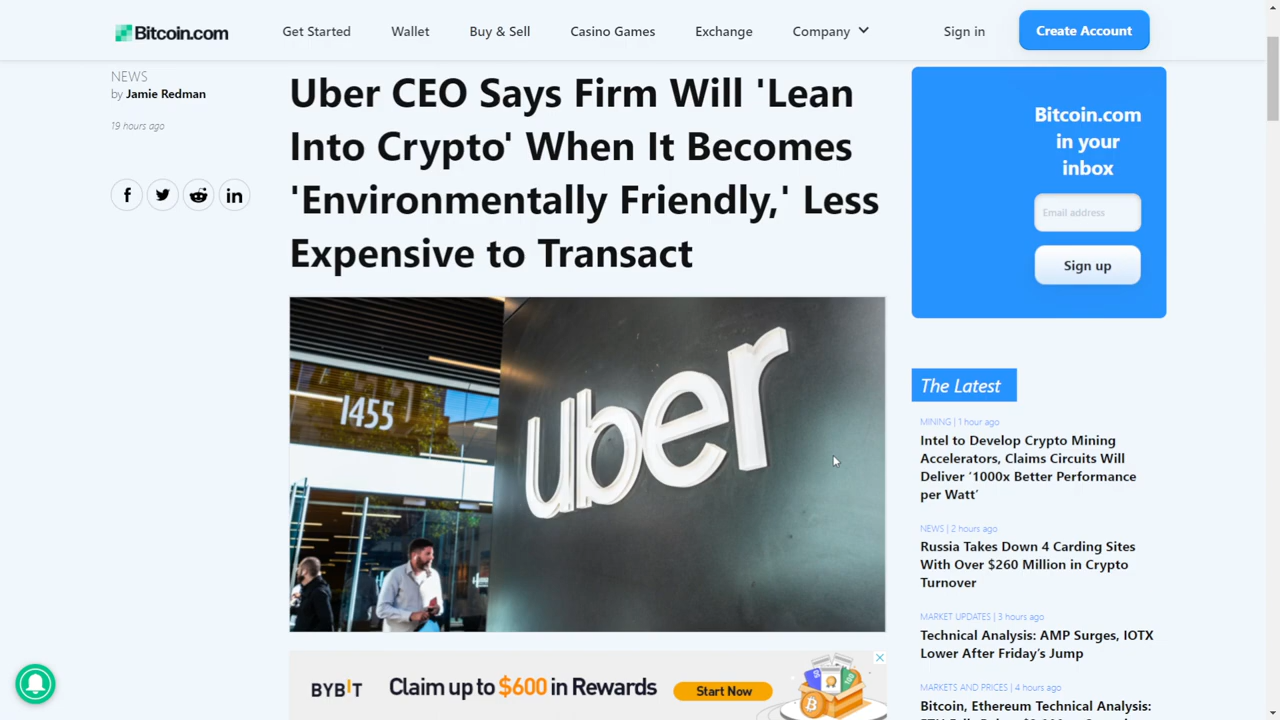 Bitcoin.com
Get Started
Wallet
Buy & Sell
Casino Games
Exchange
Company
Sign in
Create Account
NEWS
by Jamie Redman
19 hours ago
Uber CEO Says Firm Will 'Lean
Into Crypto' When It Becomes
'Environmentally Friendly,' Less
Expensive to Transact
1455
uber
BYBIT
Claim up to $600 in Rewards
Start Now
Bitcoin.com
in your
inbox
Email address
Sign up
The Latest
MINING | 1 hour ago
Intel to Develop Crypto Mining
Accelerators, Claims Circuits Will
Deliver ‘1000x Better Performance
per Watt’
NEWS | 2 hours ago
Russia Takes Down 4 Carding Sites
With Over $260 Million in Crypto
Turnover
MARKET UPDATES | 3 hours ago
Technical Analysis: AMP Surges, IOTX
Lower After Friday’s Jump
MARKETS AND PRICES | 4 hours ago
Bitcoin, Ethereum Technical Analysis: